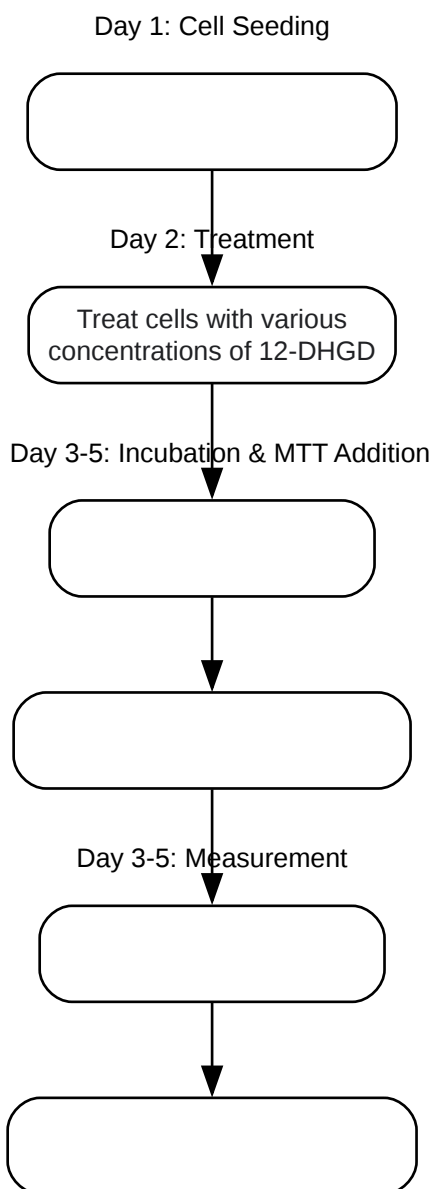 Day 1: Cell Seeding
Day 2: Treatment
Treat cells with various
concentrations of 12-DHGD
Day 3-5: Incubation & MTT Addition
Day 3-5: Measurement